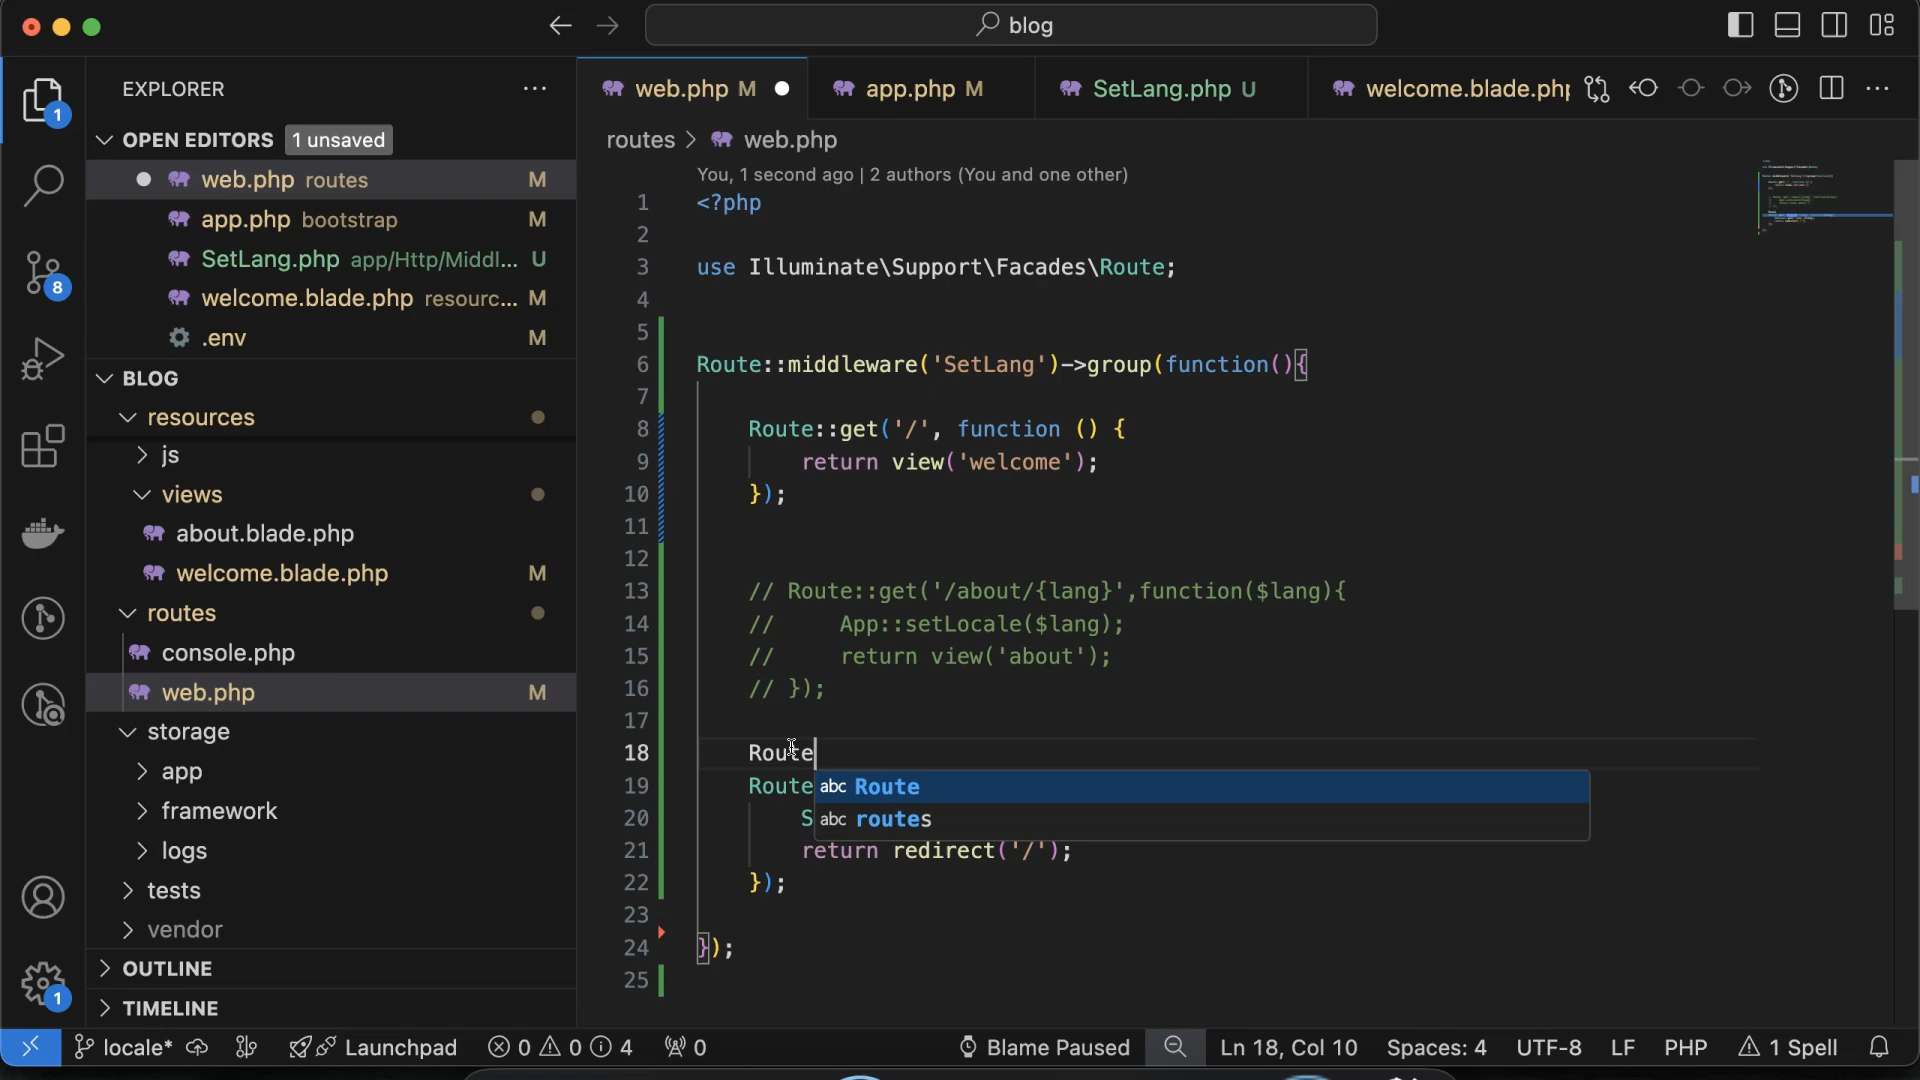 blog
EXPLORER
OPEN EDITORS 1 unsaved
web.php routes M
app.php bootstrap M
SetLang.php app/Http/Middl... U
welcome.blade.php resourc... M
.env M
BLOG
resources
js
views
about.blade.php
welcome.blade.php M
routes
console.php
web.php M
storage
app
framework
logs
tests
vendor
OUTLINE
TIMELINE
1
8
1
web.php M app.php M SetLang.php U welcome.blade.php
routes > web.php
You, 1 second ago | 2 authors (You and one other)
1 <?php
2
3 use Illuminate\Support\Facades\Route;
4
5
6 Route::middleware('SetLang')->group(function(){
7
8 Route::get('/', function () {
9 return view('welcome');
10 });
11
12
13 // Route::get('/about/{lang}',function($lang){
14 // App::setLocale($lang);
15 // return view('about');
16 // });
17
18 Route
19 Route abc Route
20 S abc routes
21 return redirect('/');
22 });
23
24 });
25
locale* Launchpad 0 0 4 0 Blame Paused Ln 18, Col 10 Spaces: 4 UTF-8 LF PHP 1 Spell